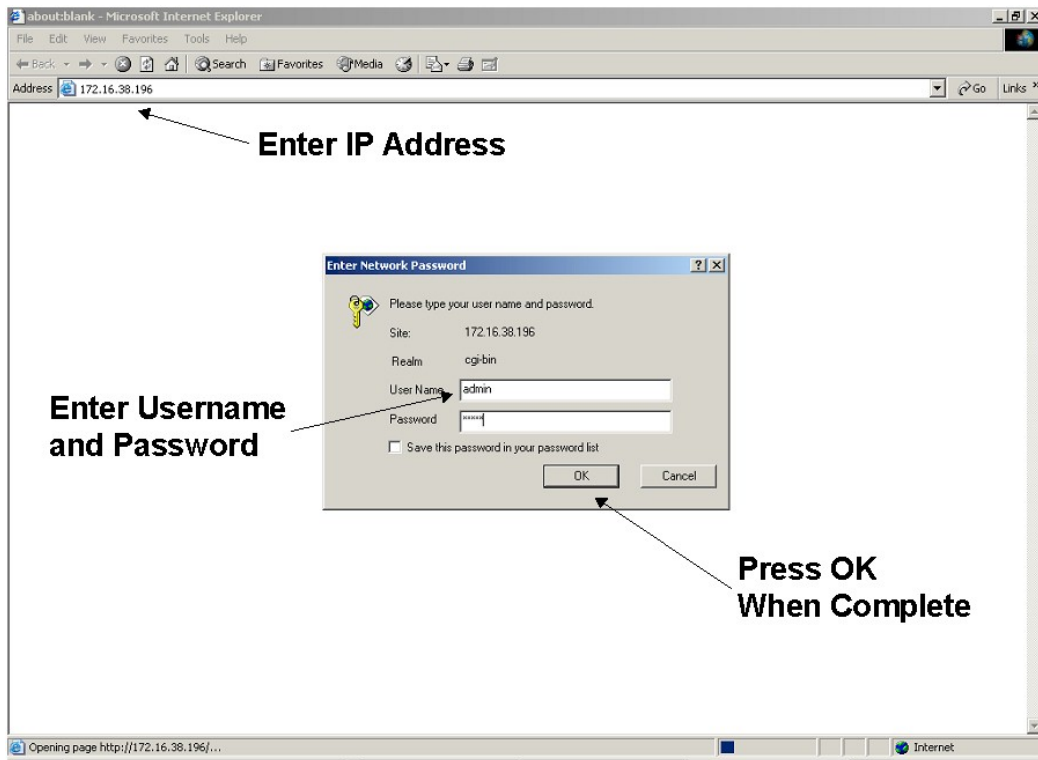 about:blank - Microsoft Internet Explorer
File Edit View Favorites Tools Help
Back Search Favorites Media
Address 172.16.38.196 Go Links »
Enter IP Address
Enter Network Password
Please type your user name and password.
Site: 172.16.38.196
Realm cgi-bin
User Name admin
Password *****
Save this password in your password list
OK Cancel
Enter Username
and Password
Press OK
When Complete
Opening page http://172.16.38.196/... Internet